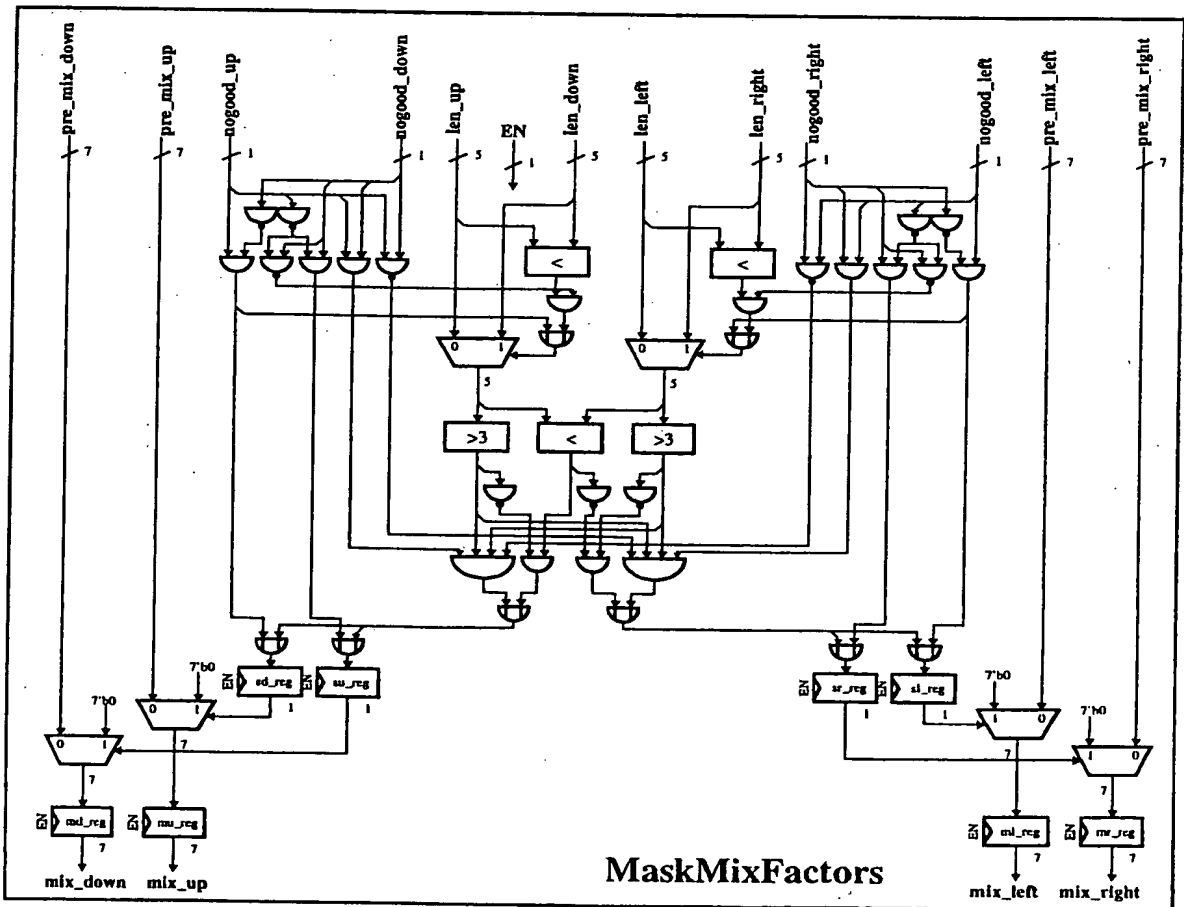 pre_mix_down
pre_mix_up
nogood_up
nogood_down
len_up
EN
len_down
len_left
len_right
nogood_right
nogood_left
pre_mix_left
pre_mix_right
7
7
1
1
5
1
5
5
5
1
1
7
7
<
<
0 1
0 1
5
5
>3
<
>3
EN sd_reg
EN su_reg
EN sr_reg
EN sl_reg
1
1
1
1
7'b0
0 1
7'b0
0 1
7'b0
1 0
7'b0
1 0
7
7
7
7
EN md_reg
EN mu_reg
EN ml_reg
EN mr_reg
7
7
7
7
mix_down
mix_up
MaskMixFactors
mix_left
mix_right